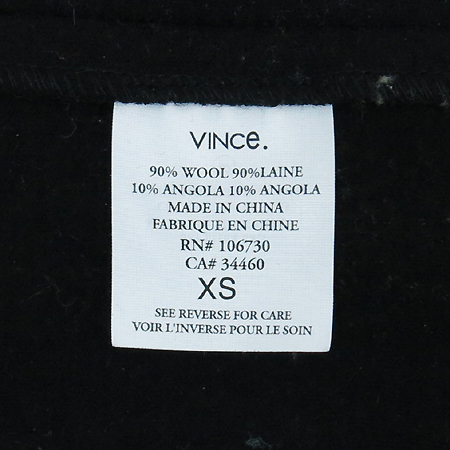 VINCe.
90% WOOL 90%LAINE
10% ANGOLA 10% ANGOLA
MADE IN CHINA
FABRIQUE EN CHINE
RN# 106730
CA# 34460
XS
SEE REVERSE FOR CARE
VOIR L'INVERSE POUR LE SOIN